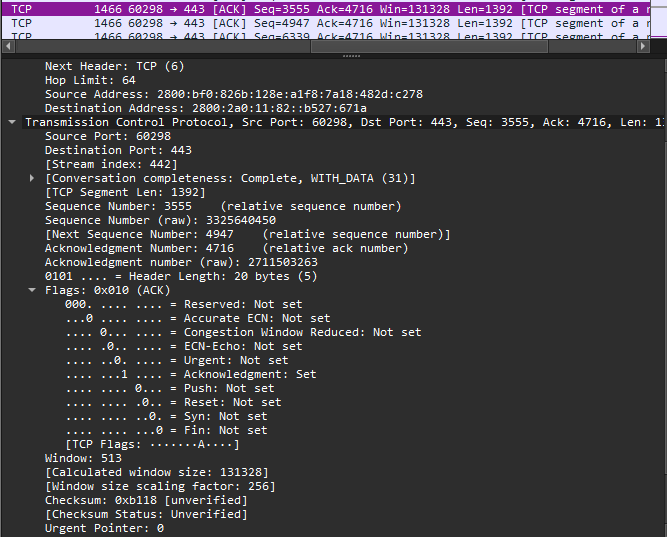 TCP 1466 60298 → 443 [ACK] Seq=3555 Ack=4716 Win=131328 Len=1392 [TCP segment of a r
TCP 1466 60298 → 443 [ACK] Seq=4947 Ack=4716 Win=131328 Len=1392 [TCP segment of a r
TCP 1466 60298 → 443 [ACK] Seq=6339 Ack=4716 Win=131328 Len=1392 [TCP segment of a r
Next Header: TCP (6)
Hop Limit: 64
Source Address: 2800:bf0:826b:128e:a1f8:7a18:482d:c278
Destination Address: 2800:2a0:11:82::b527:671a
Transmission Control Protocol, Src Port: 60298, Dst Port: 443, Seq: 3555, Ack: 4716, Len: 13
Source Port: 60298
Destination Port: 443
[Stream index: 442]
[Conversation completeness: Complete, WITH_DATA (31)]
[TCP Segment Len: 1392]
Sequence Number: 3555 (relative sequence number)
Sequence Number (raw): 3325640450
[Next Sequence Number: 4947 (relative sequence number)]
Acknowledgment Number: 4716 (relative ack number)
Acknowledgment number (raw): 2711503263
0101 .... = Header Length: 20 bytes (5)
Flags: 0x010 (ACK)
000. .... .... = Reserved: Not set
...0 .... .... = Accurate ECN: Not set
.... 0... .... = Congestion Window Reduced: Not set
.... .0.. .... = ECN-Echo: Not set
.... ..0. .... = Urgent: Not set
.... ...1 .... = Acknowledgment: Set
.... .... 0... = Push: Not set
.... .... .0.. = Reset: Not set
.... .... ..0. = Syn: Not set
.... .... ...0 = Fin: Not set
[TCP Flags: ·······A····]
Window: 513
[Calculated window size: 131328]
[Window size scaling factor: 256]
Checksum: 0xb118 [unverified]
[Checksum Status: Unverified]
Urgent Pointer: 0